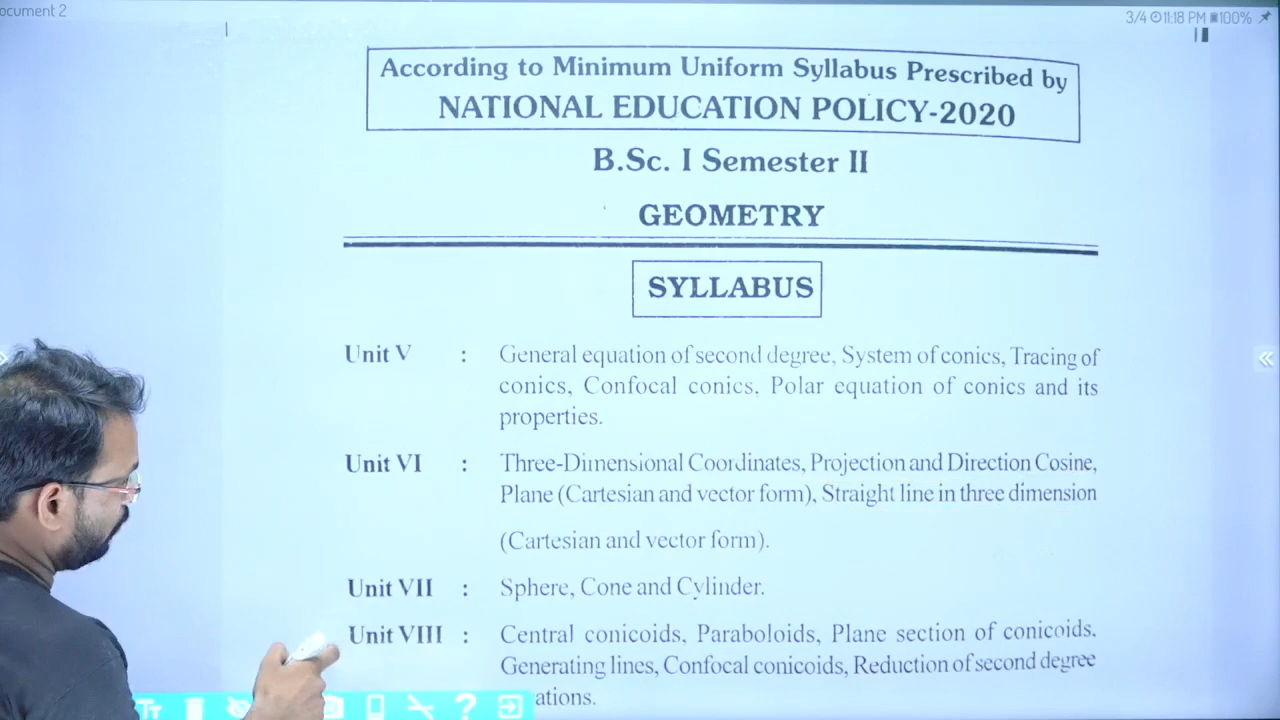 ocument 2
3/4 11:18 PM 100%
According to Minimum Uniform Syllabus Prescribed by
NATIONAL EDUCATION POLICY-2020
B.Sc. I Semester II
GEOMETRY
SYLLABUS
Unit V : General equation of second degree, System of conics, Tracing of
conics, Confocal conics. Polar equation of conics and its
properties.
Unit VI : Three-Dimensional Coordinates, Projection and Direction Cosine,
Plane (Cartesian and vector form), Straight line in three dimension
(Cartesian and vector form).
Unit VII : Sphere, Cone and Cylinder.
Unit VIII : Central conicoids, Paraboloids, Plane section of conicoids.
Generating lines, Confocal conicoids, Reduction of second degree
ations.
Tr
?